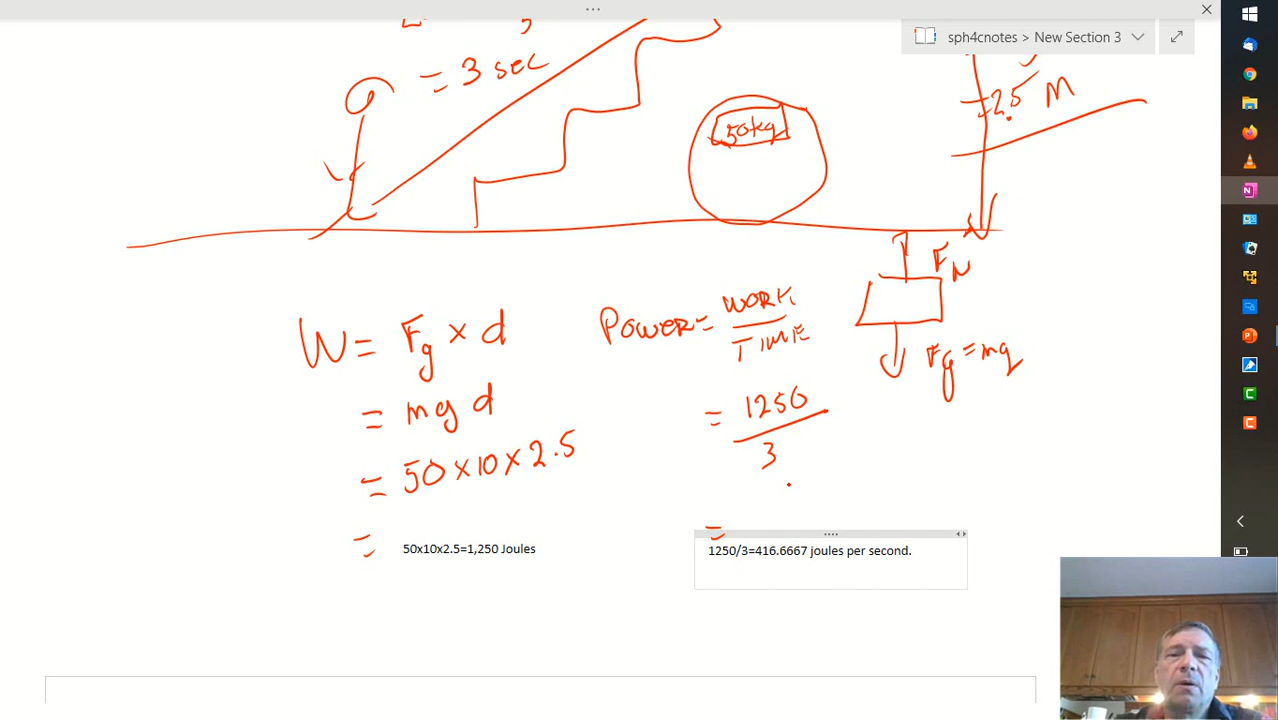 sph4cnotes > New Section 3
= 3 sec
2.5 M
50kg
FN
Fg = mg
W = Fg x d
= mg d
= 50 x 10 x 2.5
=
50x10x2.5=1,250 Joules
POWER = WORK
TIME
= 1250
3
=
1250/3=416.6667 joules per second.